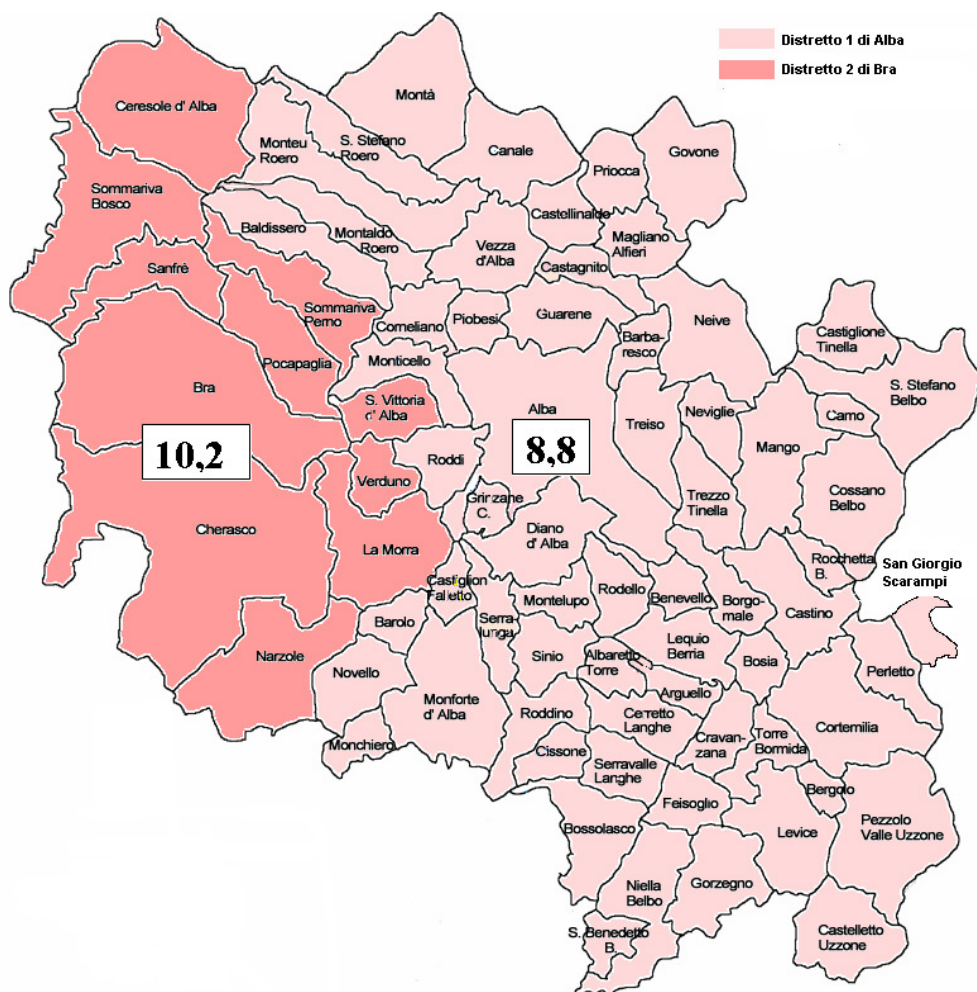 Distretto 1 di Alba
Distretto 2 di Bra
Ceresole d' Alba
Montà
Monteu
Roero
S. Stefano
Roero
Canale
Priocca
Govone
Sommariva
Bosco
Baldissero
Montaldo
Roero
Castellinaldo
Vezza
d'Alba
Magliano
Alfieri
Sanfrè
Castagnito
Sommariva
Perno
Corneliano
Piobesi
Guarene
Neive
Barba-
resco
Castiglione
Tinella
Pocapaglia
Monticello
Bra
S. Vittoria
d' Alba
Alba
Treiso
Neviglie
Camo
S. Stefano
Belbo
Mango
10,2
8,8
Roddi
Verduno
Grinzane
C.
Trezzo
Tinella
Cossano
Belbo
Cherasco
La Morra
Diano
d' Alba
Rocchetta
B.
San Giorgio
Scarampi
Castiglion
Falletto
Montelupo
Rodello
Benevello
Borgo-
male
Castino
Barolo
Serra-
lunga
Narzole
Novello
Sinio
Albaretto
Torre
Lequio
Berria
Bosia
Perletto
Monforte
d' Alba
Roddino
Arguello
Cerretto
Langhe
Cravan-
zana
Torre
Bormida
Cortemilia
Monchiero
Cissone
Serravalle
Langhe
Bergolo
Feisoglio
Bossolasco
Levice
Pezzolo
Valle Uzzone
Niella
Belbo
Gorzegno
S. Benedetto
B.
Castelletto
Uzzone